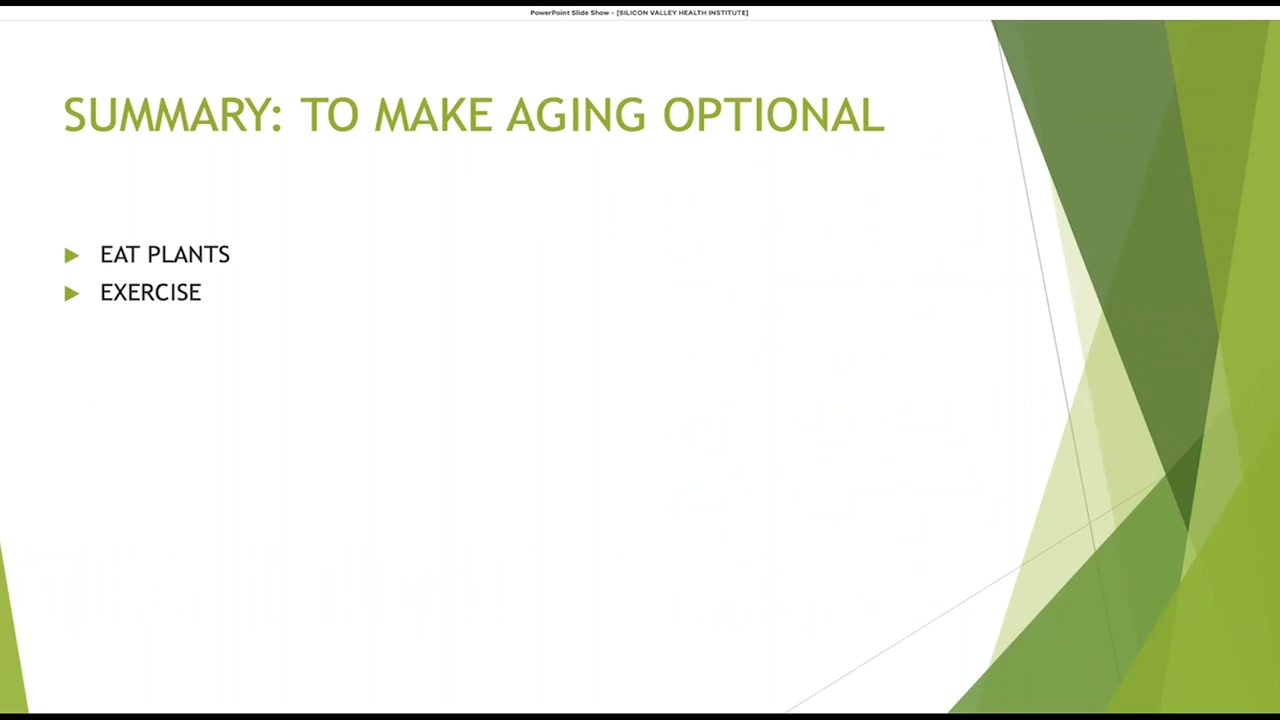 PowerPoint Slide Show - [SILICON VALLEY HEALTH INSTITUTE]
SUMMARY: TO MAKE AGING OPTIONAL
EAT PLANTS
EXERCISE